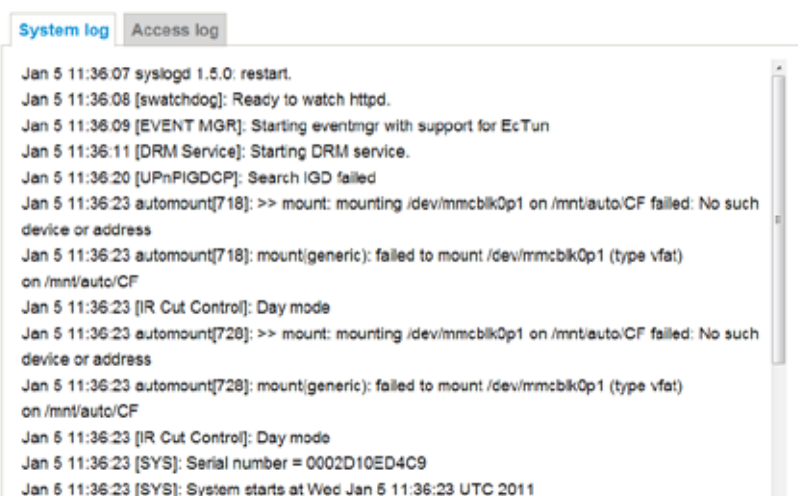 System log Access log
Jan 5 11:36:07 syslogd 1.5.0: restart.
Jan 5 11:36:08 [swatchdog]: Ready to watch httpd.
Jan 5 11:36:09 [EVENT MGR]: Starting eventmgr with support for EcTun
Jan 5 11:36:11 [DRM Service]: Starting DRM service.
Jan 5 11:36:20 [UPnPIGDCP]: Search IGD failed
Jan 5 11:36:23 automount[718]: >> mount: mounting /dev/mmcblk0p1 on /mnt/auto/CF failed: No such
device or address
Jan 5 11:36:23 automount[718]: mount(generic): failed to mount /dev/mmcblk0p1 (type vfat)
on /mnt/auto/CF
Jan 5 11:36:23 [IR Cut Control]: Day mode
Jan 5 11:36:23 automount[728]: >> mount: mounting /dev/mmcblk0p1 on /mnt/auto/CF failed: No such
device or address
Jan 5 11:36:23 automount[728]: mount(generic): failed to mount /dev/mmcblk0p1 (type vfat)
on /mnt/auto/CF
Jan 5 11:36:23 [IR Cut Control]: Day mode
Jan 5 11:36:23 [SYS]: Serial number = 0002D10ED4C9
Jan 5 11:36:23 [SYS]: System starts at Wed Jan 5 11:36:23 UTC 2011